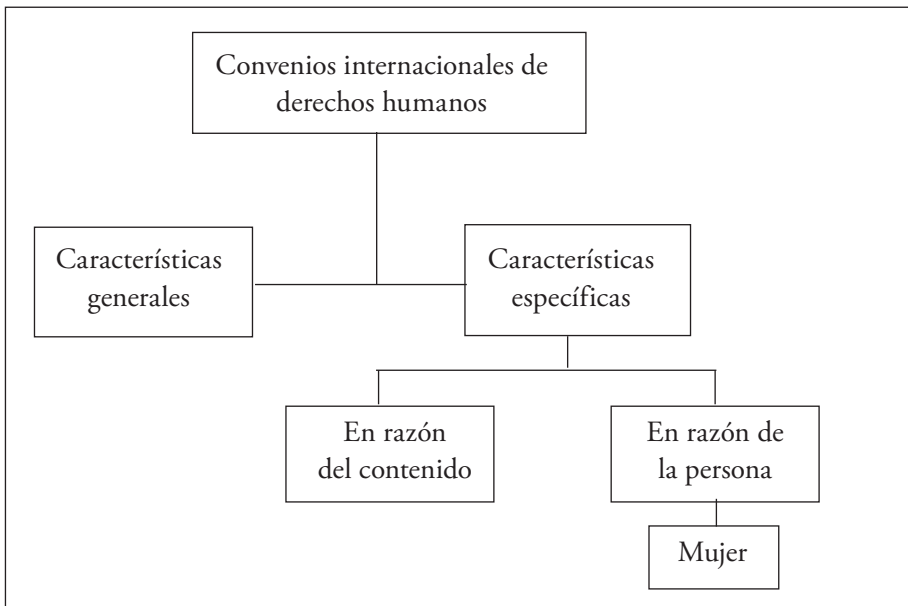 Convenios internacionales de
derechos humanos
Características
generales
Características
específicas
En razón
del contenido
En razón de
la persona
Mujer